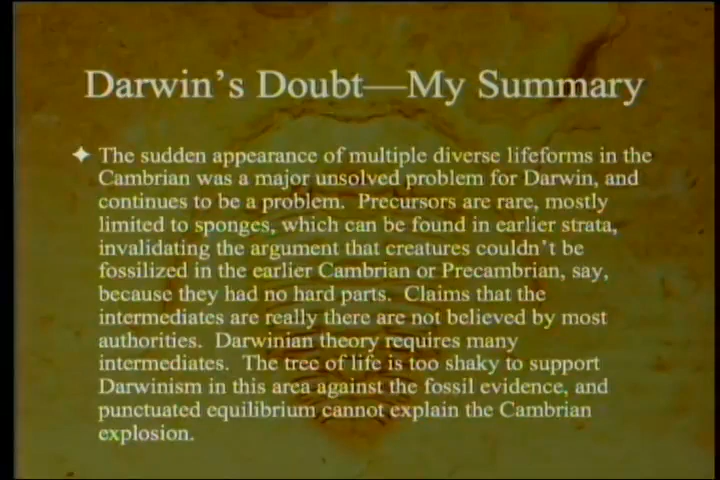 Darwin's Doubt—My Summary
The sudden appearance of multiple diverse lifeforms in the
Cambrian was a major unsolved problem for Darwin, and
continues to be a problem.  Precursors are rare, mostly
limited to sponges, which can be found in earlier strata,
invalidating the argument that creatures couldn't be
fossilized in the earlier Cambrian or Precambrian, say,
because they had no hard parts.  Claims that the
intermediates are really there are not believed by most
authorities.  Darwinian theory requires many
intermediates.  The tree of life is too shaky to support
Darwinism in this area against the fossil evidence, and
punctuated equilibrium cannot explain the Cambrian
explosion.